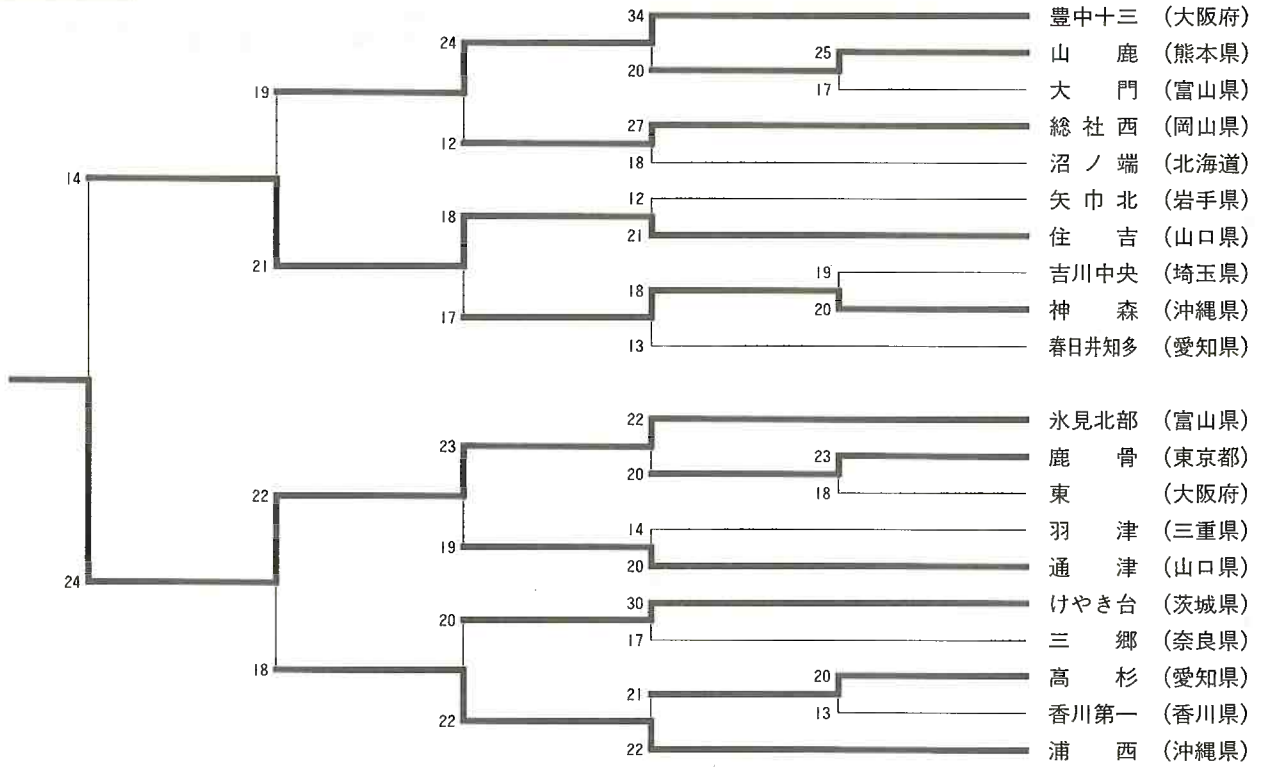 34 豊中十三 (大阪府)
24
25 山鹿 (熊本県)
20
17 大門 (富山県)
19
27 総社西 (岡山県)
12
18 沼ノ端 (北海道)
14
12 矢巾北 (岩手県)
18
21 住吉 (山口県)
21
19 吉川中央 (埼玉県)
18
20 神森 (沖縄県)
17
13 春日井知多 (愛知県)
22 氷見北部 (富山県)
23
23 鹿骨 (東京都)
20
18 東 (大阪府)
22
14 羽津 (三重県)
19
20 通津 (山口県)
24
30 けやき台 (茨城県)
20
17 三郷 (奈良県)
18
20 高杉 (愛知県)
21
13 香川第一 (香川県)
22
22 浦西 (沖縄県)